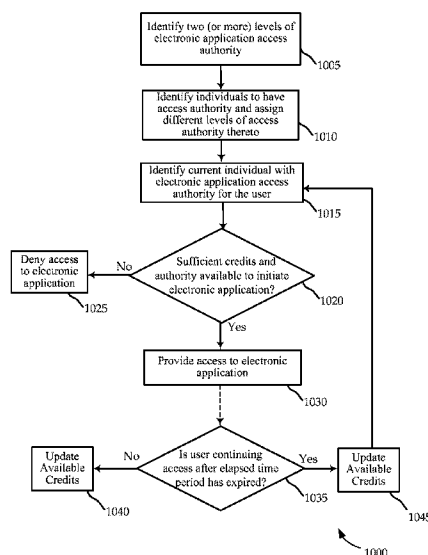 Identify two (or more) levels of
electronic application access
authority
1005
Identify individuals to have
access authority and assign
different levels of access
authority thereto
1010
Identify current individual with
electronic application access
authority for the user
1015
Sufficient credits and
authority available to initiate
electronic application?
1020
No
Deny access
to electronic
application
1025
Yes
Provide access to electronic
application
1030
Is user continuing
access after elapsed time
period has expired?
1035
No
Update
Available
Credits
1040
Yes
Update
Available
Credits
1045
1000